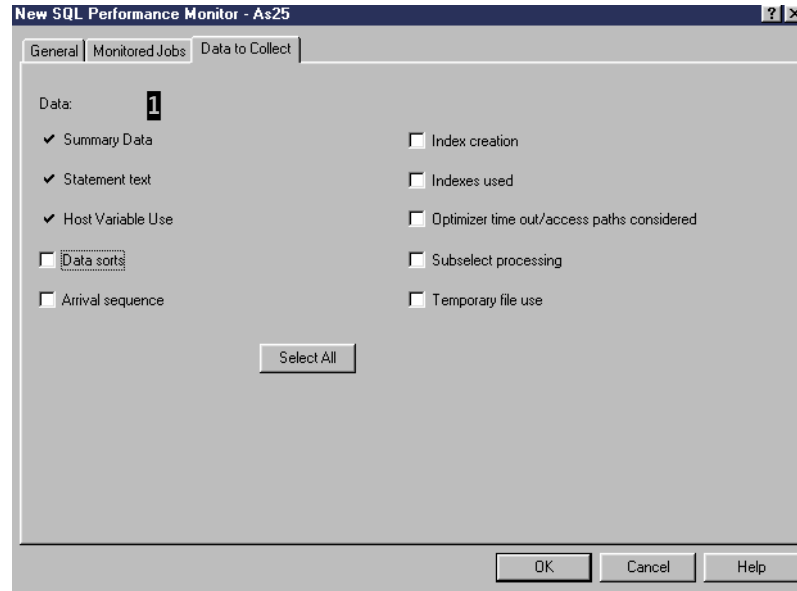 New SQL Performance Monitor - As25
General Monitored Jobs Data to Collect
Data: 1
Summary Data
Index creation
Statement text
Indexes used
Host Variable Use
Optimizer time out/access paths considered
Data sorts
Subselect processing
Arrival sequence
Temporary file use
Select All
OK Cancel Help